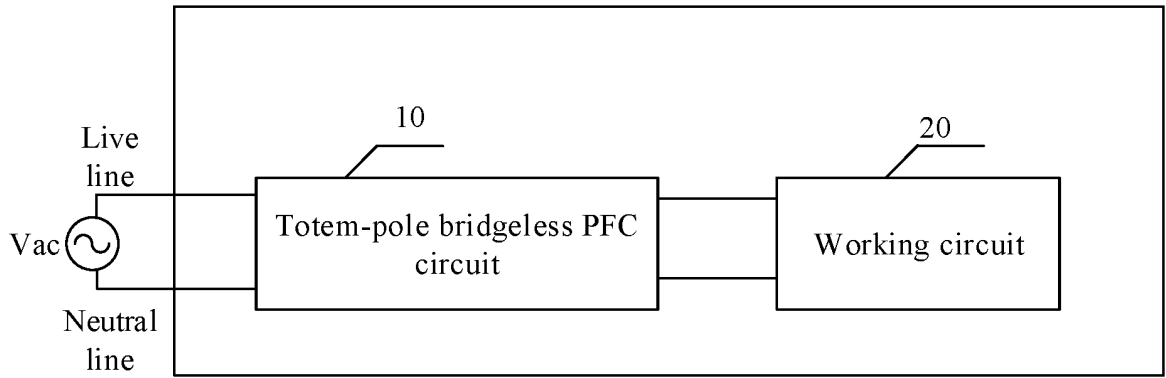 10
20
Live
line
Totem-pole bridgeless PFC
circuit
Working circuit
Vac
Neutral
line